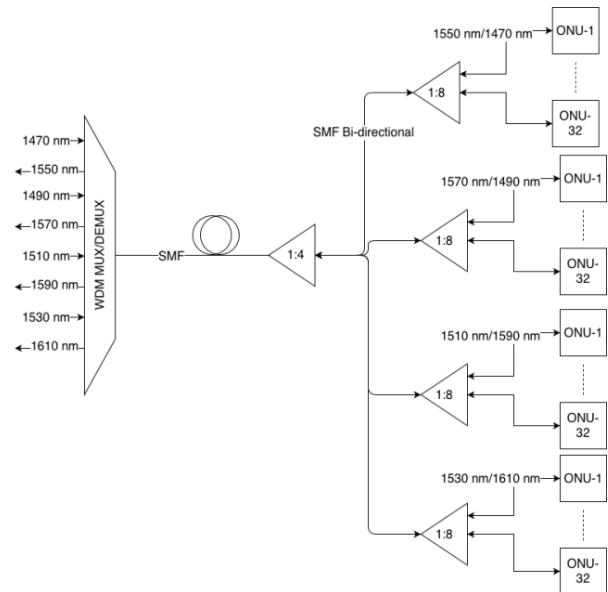 1470 nm
1550 nm
1490 nm
1570 nm
1510 nm
1590 nm
1530 nm
1610 nm
WDM MUX/DEMUX
SMF
1:4
SMF Bi-directional
1550 nm/1470 nm
ONU-1
1:8
ONU-
32
1570 nm/1490 nm
ONU-1
1:8
ONU-
32
1510 nm/1590 nm
ONU-1
1:8
ONU-
32
1530 nm/1610 nm
ONU-1
1:8
ONU-
32